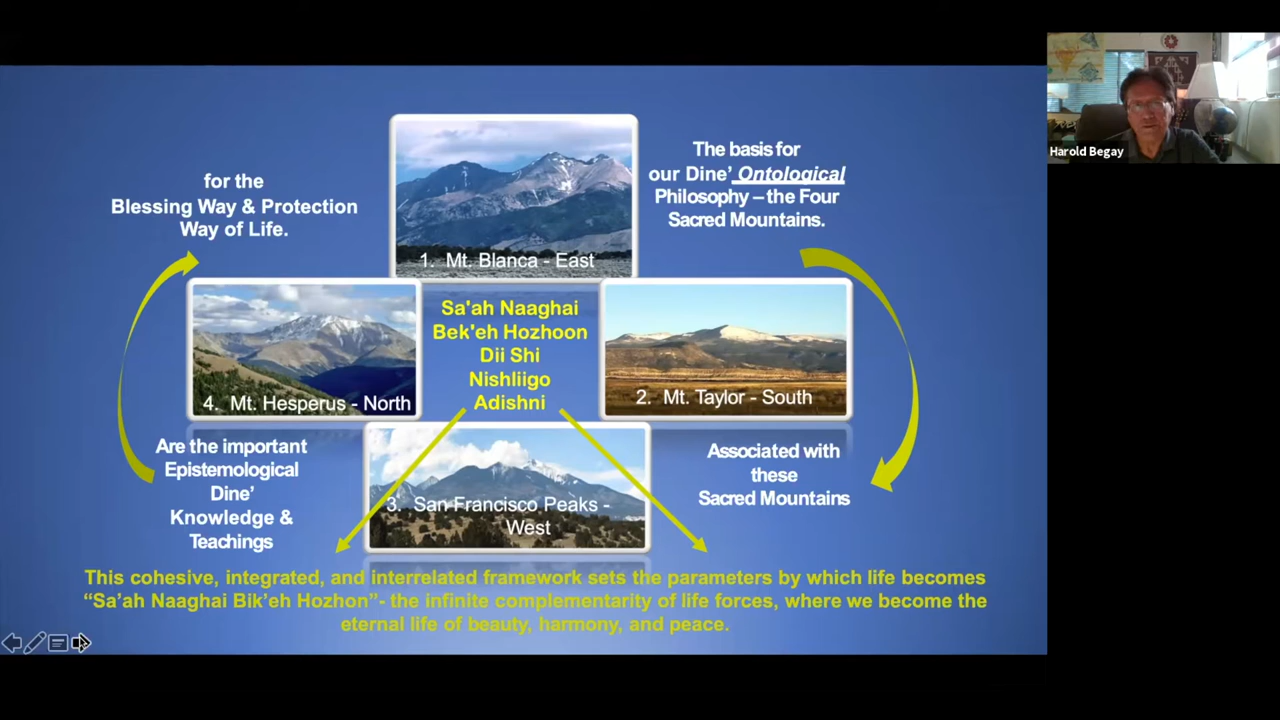 The basis for
our Dine' Ontological
Philosophy – the Four
Sacred Mountains.
for the
Blessing Way & Protection
Way of Life.
1. Mt. Blanca - East
Sa'ah Naaghai
Bek'eh Hozhoon
Dii Shi
Nishliigo
Adishni
4. Mt. Hesperus - North
2. Mt. Taylor - South
Are the important
Epistemological
Dine'
Knowledge &
Teachings
Associated with
these
Sacred Mountains
3. San Francisco Peaks -
West
This cohesive, integrated, and interrelated framework sets the parameters by which life becomes
“Sa’ah Naaghai Bik’eh Hozhon”- the infinite complementarity of life forces, where we become the
eternal life of beauty, harmony, and peace.
Harold Begay